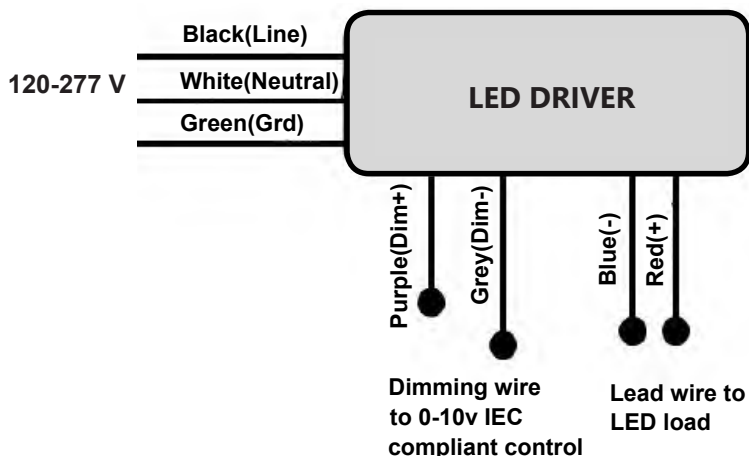 Black(Line)
120-277 V
White(Neutral)
Green(Grd)
LED DRIVER
Purple(Dim+)
Grey(Dim-)
Blue(-)
Red(+)
Dimming wire
to 0-10v IEC
compliant control
Lead wire to
LED load